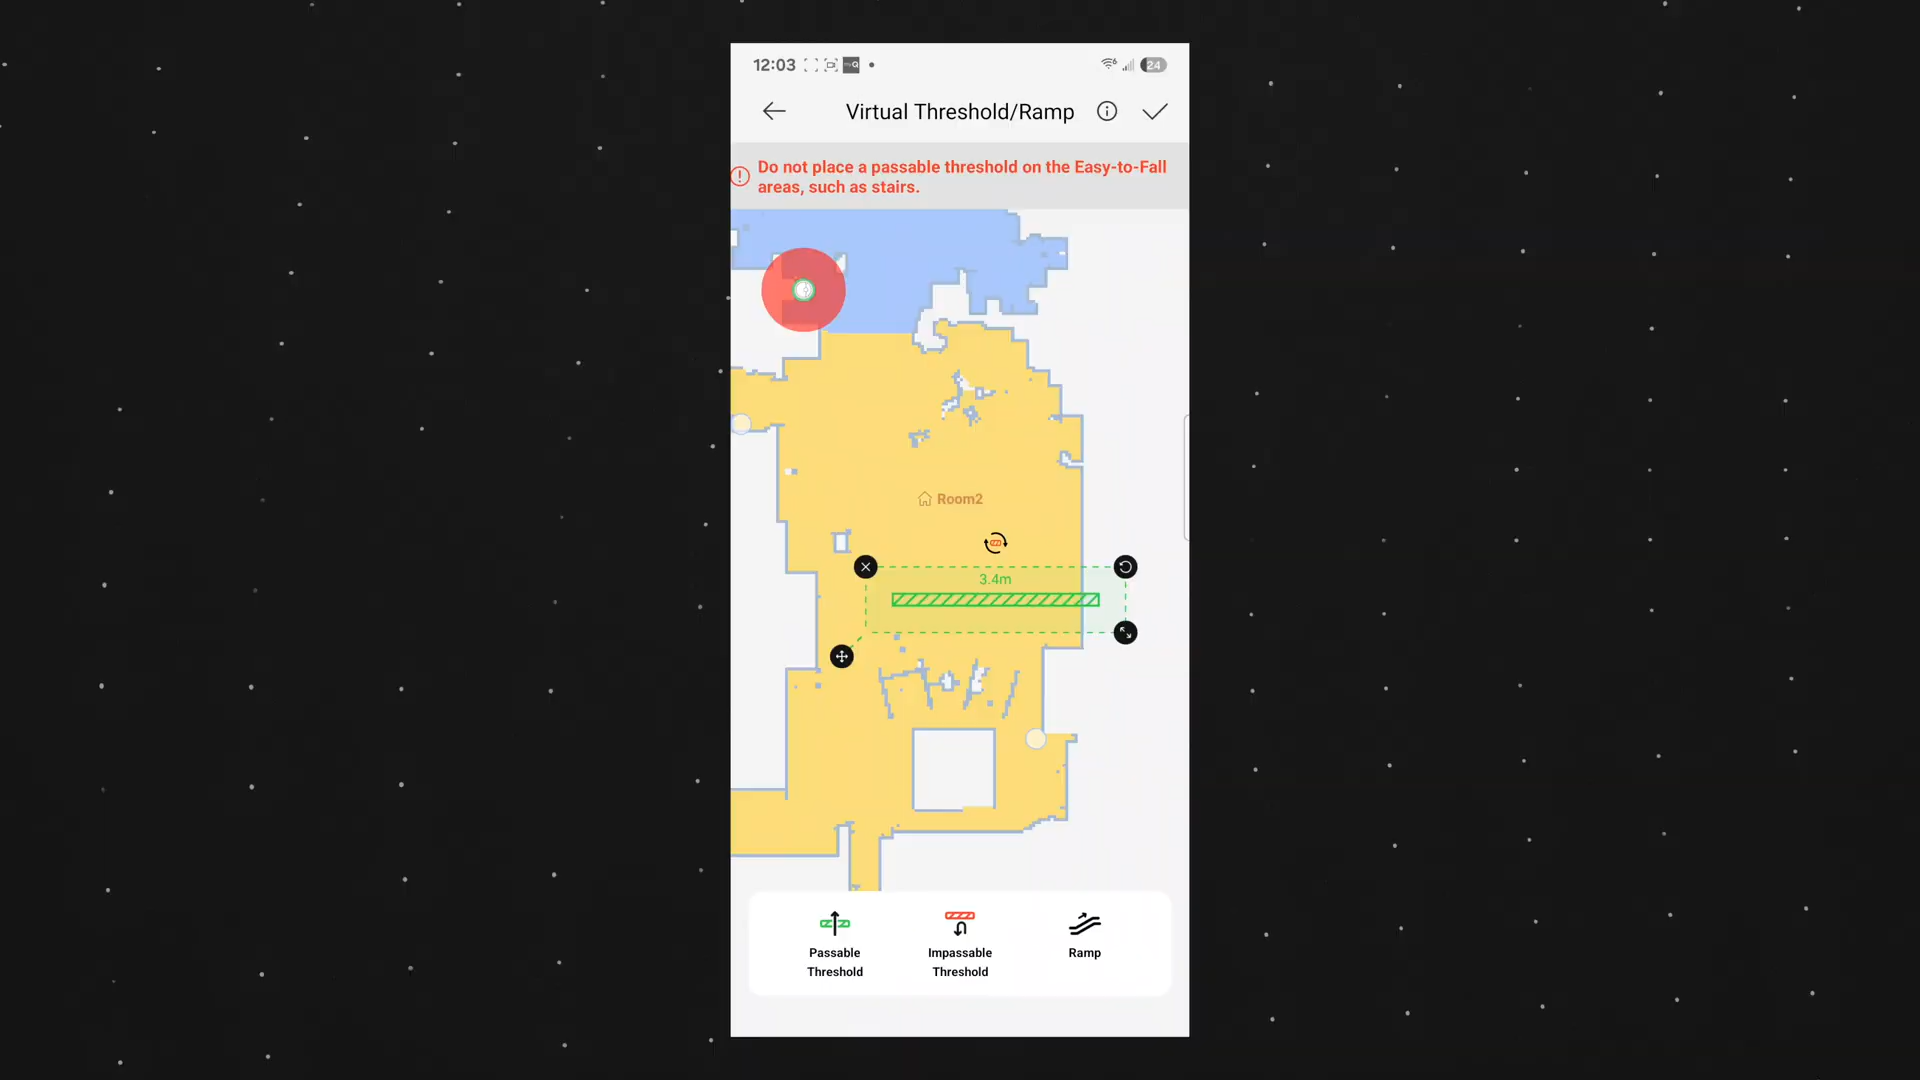 12:03
24
Virtual Threshold/Ramp
Do not place a passable threshold on the Easy-to-Fall
areas, such as stairs.
Room2
3.4m
Passable
Threshold
Impassable
Threshold
Ramp